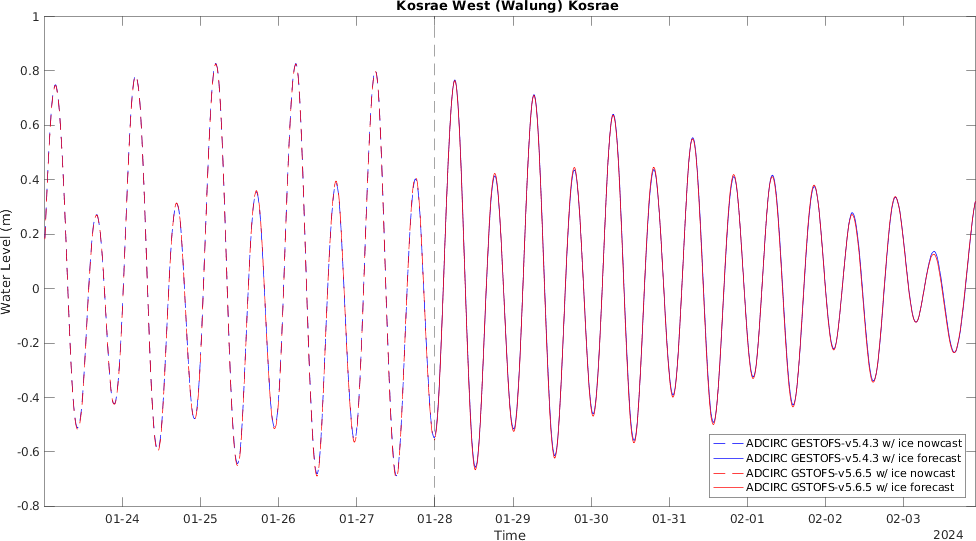 Kosrae West (Walung) Kosrae
1
0.8
0.6
0.4
0.2
0
-0.2
-0.4
-0.6
-0.8
Water Level (m)
ADCIRC GESTOFS-v5.4.3 w/ ice nowcast
ADCIRC GESTOFS-v5.4.3 w/ ice forecast
ADCIRC GSTOFS-v5.6.5 w/ ice nowcast
ADCIRC GSTOFS-v5.6.5 w/ ice forecast
01-24 01-25 01-26 01-27 01-28 01-29 01-30 01-31 02-01 02-02 02-03
Time
2024